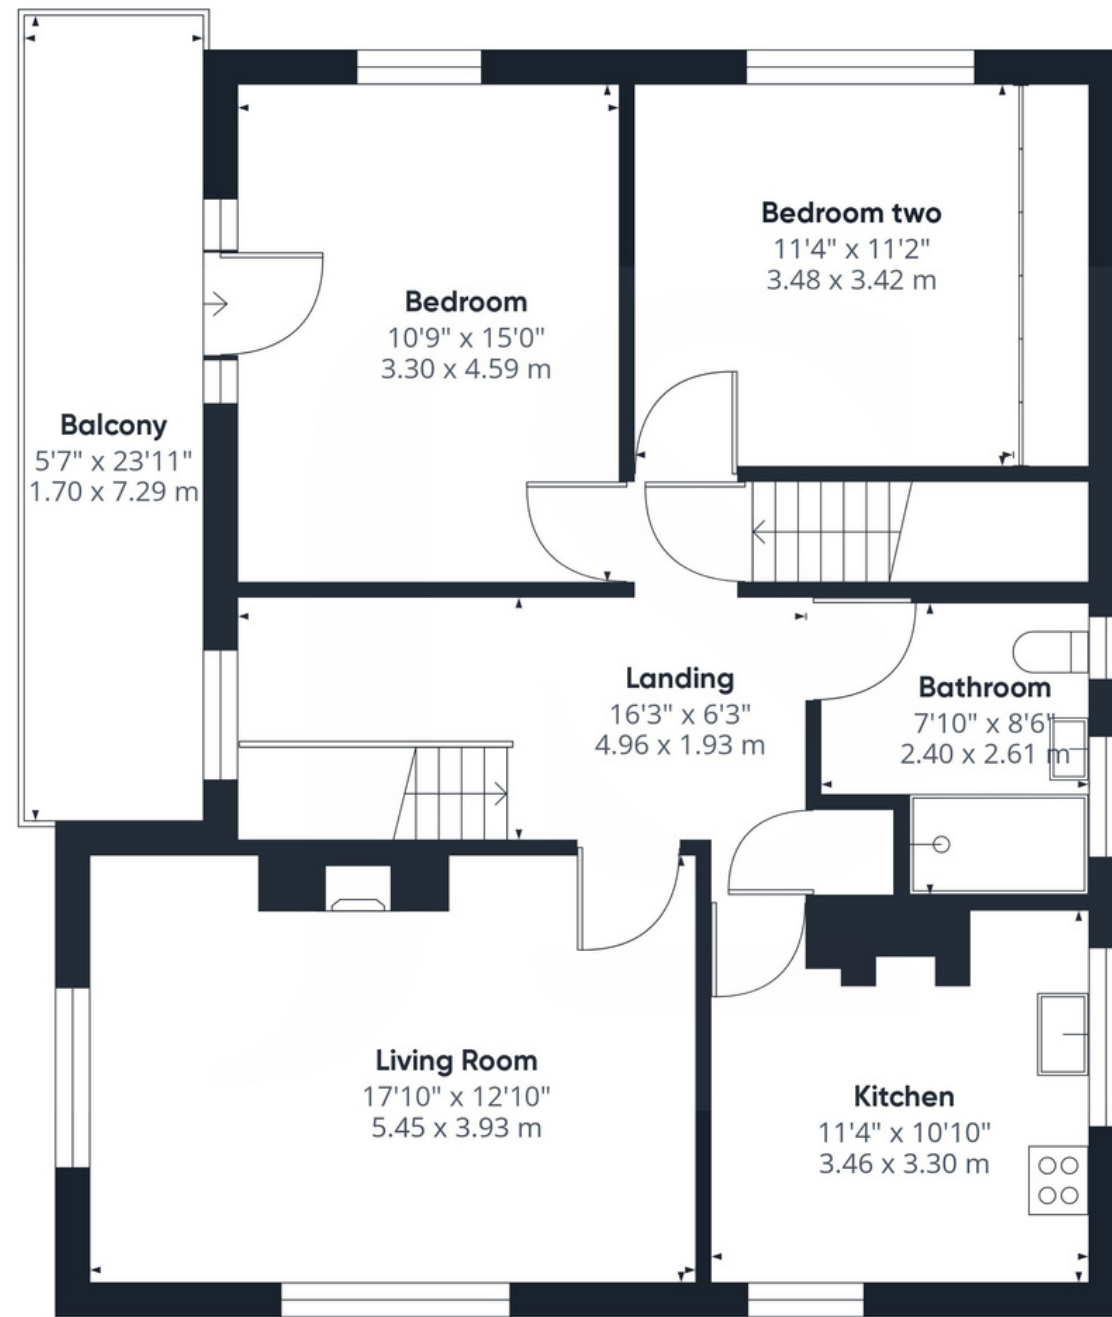 Bedroom two
11'4" x 11'2"
3.48 x 3.42 m
Bedroom
10'9" x 15'0"
3.30 x 4.59 m
Balcony
5'7" x 23'11"
1.70 x 7.29 m
Landing
16'3" x 6'3"
4.96 x 1.93 m
Bathroom
7'10" x 8'6"
2.40 x 2.61 m
Living Room
17'10" x 12'10"
5.45 x 3.93 m
Kitchen
11'4" x 10'10"
3.46 x 3.30 m